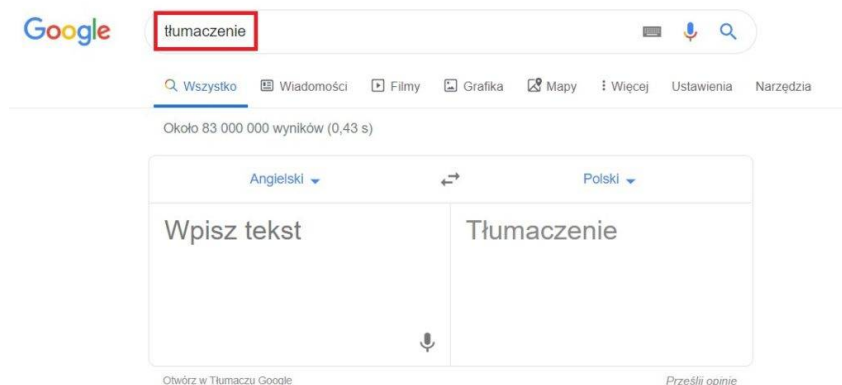 Google tłumaczenie
Wszystko Wiadomości Filmy Grafika Mapy Więcej Ustawienia Narzędzia
Około 83 000 000 wyników (0,43 s)
Angielski Polski
Wpisz tekst Tłumaczenie
Otwórz w Tłumaczu Google Prześlij opinię